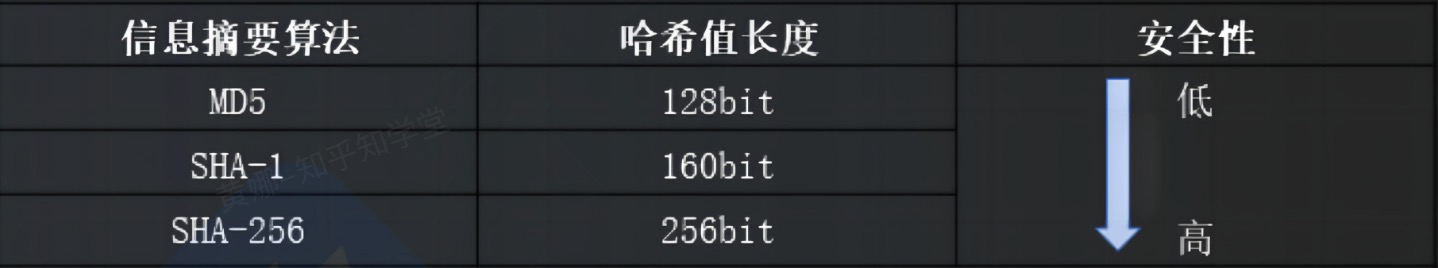 信息摘要算法 哈希值长度 安全性
MD5 128bit 低
SHA-1 160bit
SHA-256 256bit 高
黄娜-知乎知学堂